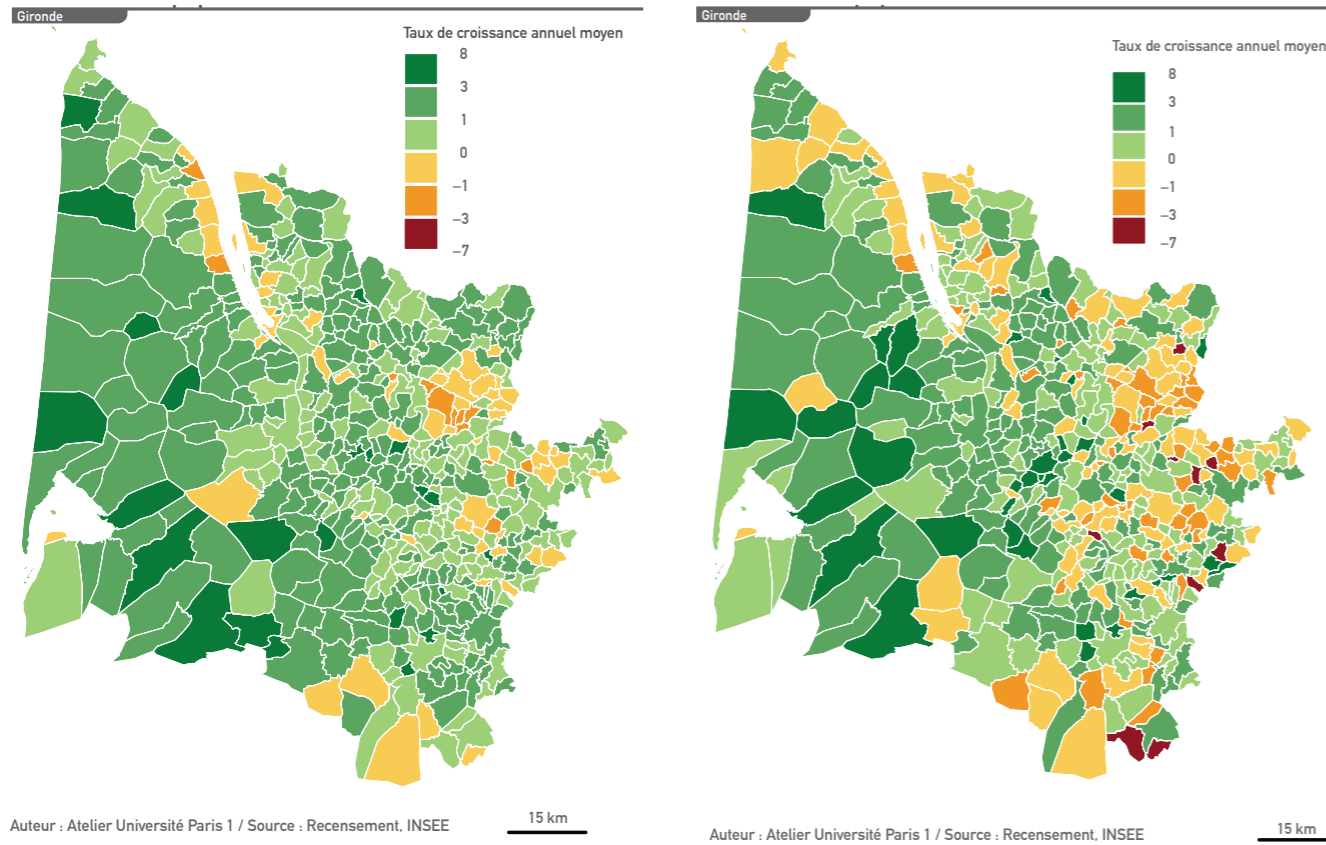 Gironde
Taux de croissance annuel moyen
8
3
1
0
–1
–3
–7
15 km
Auteur : Atelier Université Paris 1 / Source : Recensement, INSEE
Gironde
Taux de croissance annuel moyen
8
3
1
0
–1
–3
–7
15 km
Auteur : Atelier Université Paris 1 / Source : Recensement, INSEE